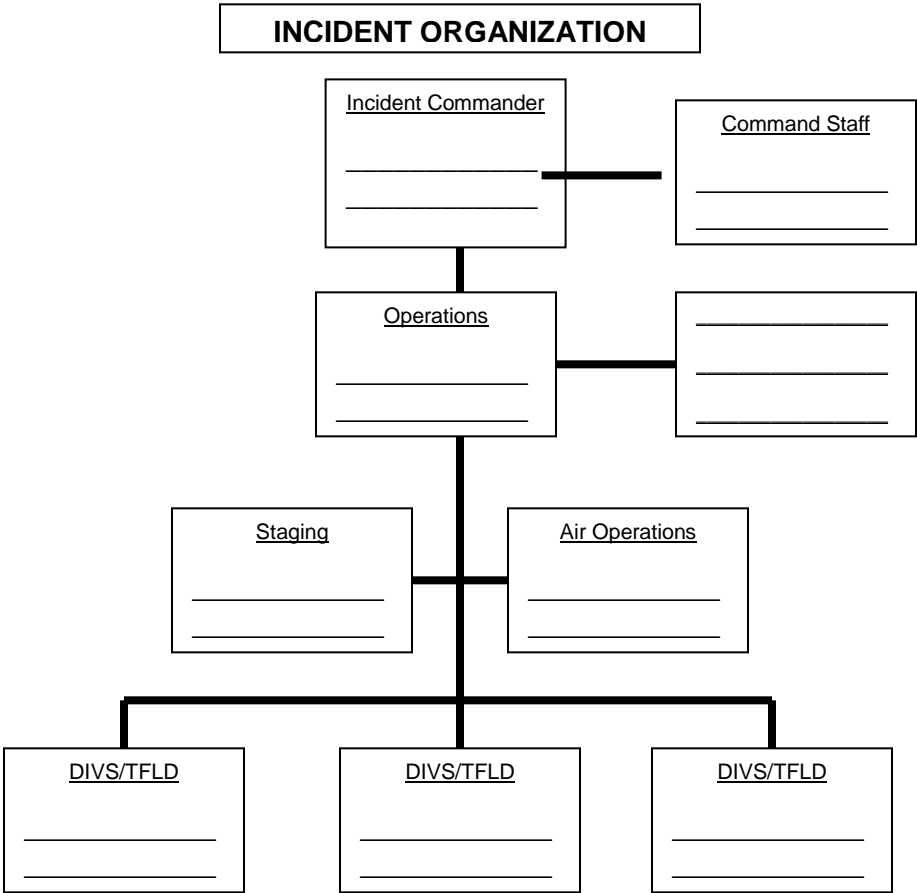 INCIDENT ORGANIZATION
Incident Commander
Command Staff
Operations
Staging
Air Operations
DIVS/TFLD
DIVS/TFLD
DIVS/TFLD